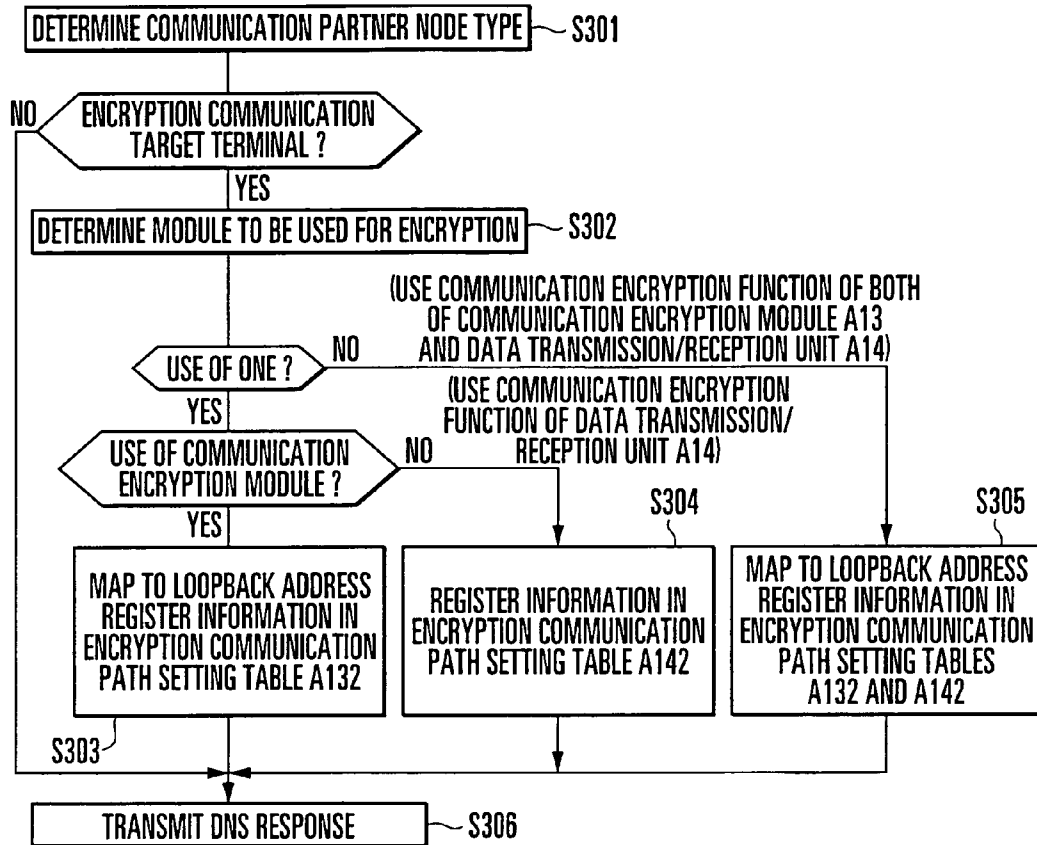 DETERMINE COMMUNICATION PARTNER NODE TYPE
S301
NO
ENCRYPTION COMMUNICATION
TARGET TERMINAL ?
YES
DETERMINE MODULE TO BE USED FOR ENCRYPTION
S302
(USE COMMUNICATION ENCRYPTION FUNCTION OF BOTH
OF COMMUNICATION ENCRYPTION MODULE A13
AND DATA TRANSMISSION/RECEPTION UNIT A14)
USE OF ONE ?
NO
YES
(USE COMMUNICATION ENCRYPTION
FUNCTION OF DATA TRANSMISSION/
RECEPTION UNIT A14)
USE OF COMMUNICATION
ENCRYPTION MODULE ?
NO
YES
S304
S305
MAP TO LOOPBACK ADDRESS
REGISTER INFORMATION IN
ENCRYPTION COMMUNICATION
PATH SETTING TABLE A132
REGISTER INFORMATION IN
ENCRYPTION COMMUNICATION
PATH SETTING TABLE A142
MAP TO LOOPBACK ADDRESS
REGISTER INFORMATION IN
ENCRYPTION COMMUNICATION
PATH SETTING TABLES
A132 AND A142
S303
TRANSMIT DNS RESPONSE
S306